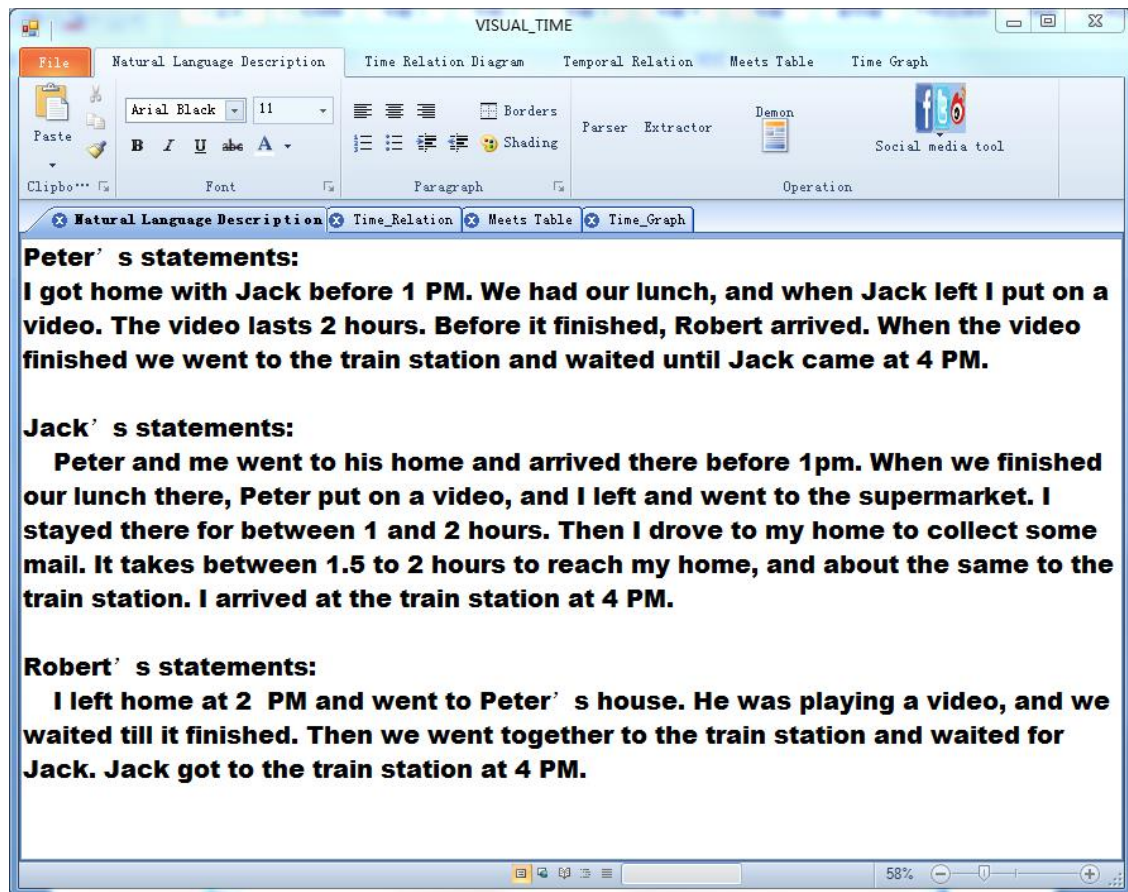 VISUAL_TIME
File Natural Language Description Time Relation Diagram Temporal Relation Meets Table Time Graph
Arial Black 11 Borders Demon
Paste Parser Extractor
B I U abc A Shading Social media tool
Clipbo··· Font Paragraph Operation
Natural Language Description Time_Relation Meets Table Time_Graph
Peter’s statements:
I got home with Jack before 1 PM. We had our lunch, and when Jack left I put on a
video. The video lasts 2 hours. Before it finished, Robert arrived. When the video
finished we went to the train station and waited until Jack came at 4 PM.
Jack’s statements:
Peter and me went to his home and arrived there before 1pm. When we finished
our lunch there, Peter put on a video, and I left and went to the supermarket. I
stayed there for between 1 and 2 hours. Then I drove to my home to collect some
mail. It takes between 1.5 to 2 hours to reach my home, and about the same to the
train station. I arrived at the train station at 4 PM.
Robert’s statements:
I left home at 2 PM and went to Peter’s house. He was playing a video, and we
waited till it finished. Then we went together to the train station and waited for
Jack. Jack got to the train station at 4 PM.
58%